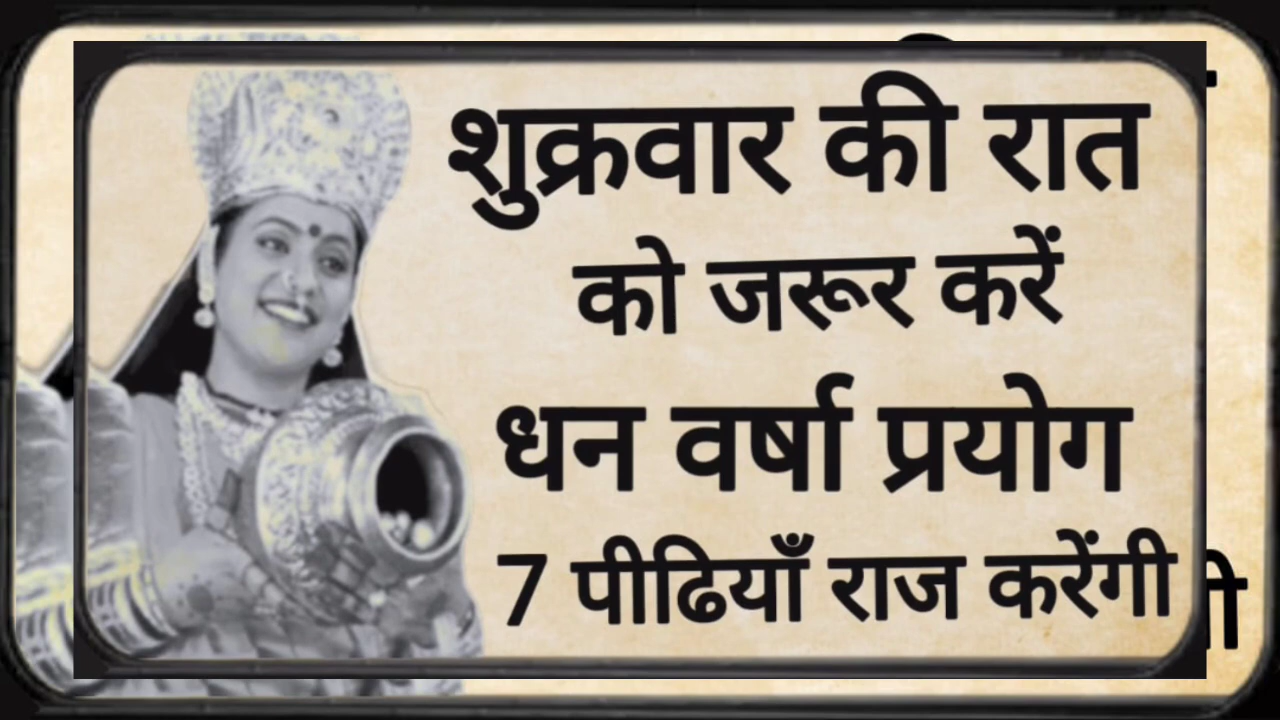 शुक्रवार की रात
को जरूर करें
धन वर्षा प्रयोग
7 पीढियाँ राज करेंगी